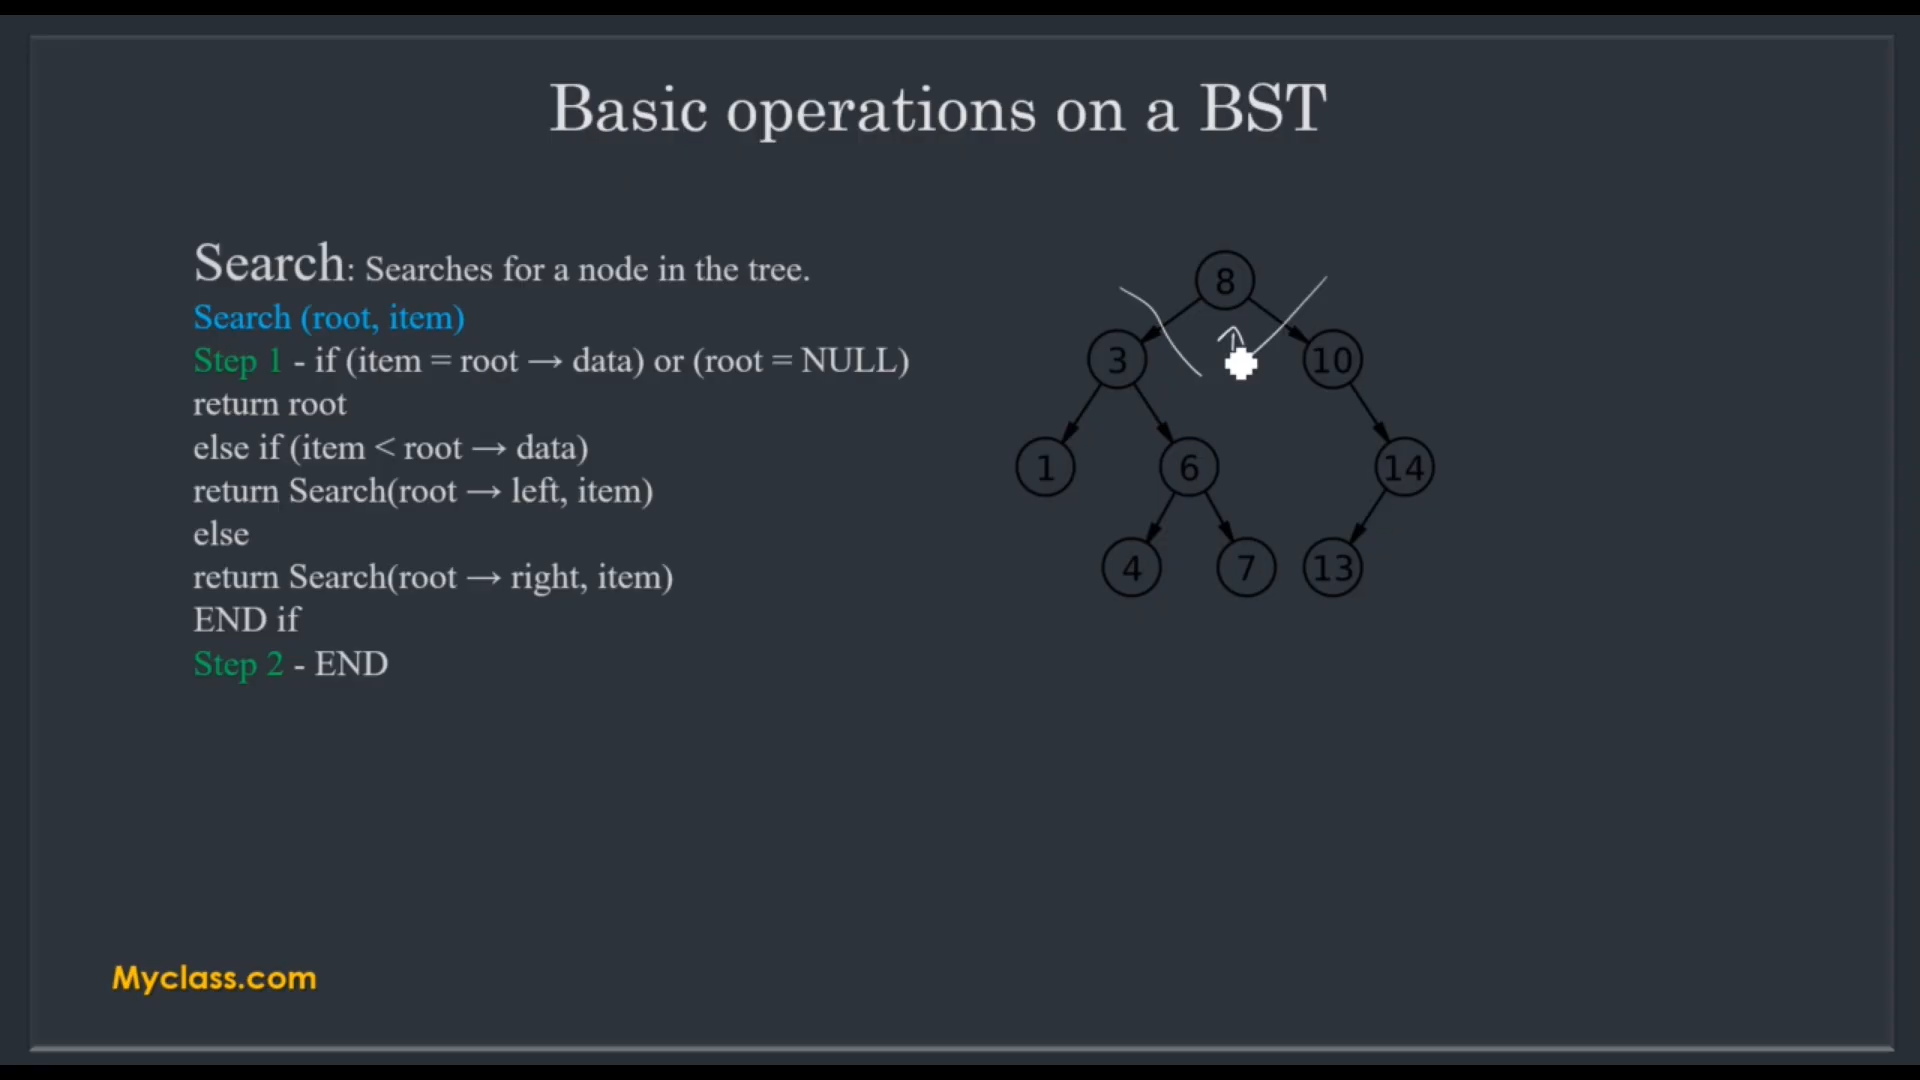 Basic operations on a BST
Search: Searches for a node in the tree.
Search (root, item)
Step 1 - if (item = root → data) or (root = NULL)
return root
else if (item < root → data)
return Search(root → left, item)
else
return Search(root → right, item)
END if
Step 2 - END
8
3 10
1 6 14
4 7 13
Myclass.com